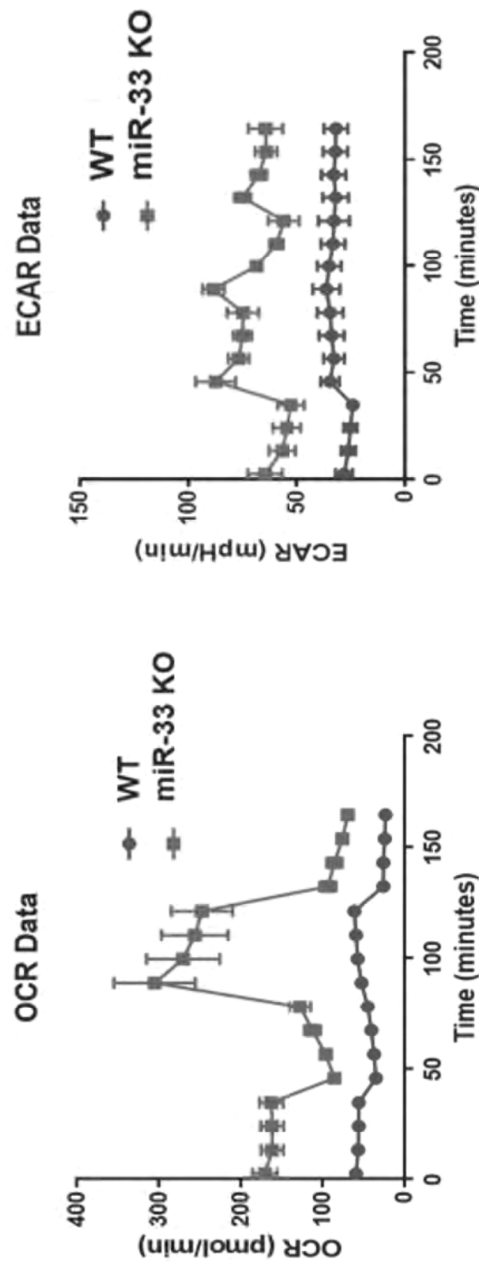 OCR Data
WT
miR-33 KO
OCR (pmol/min)
400
300
200
100
0
0
50
100
150
200
Time (minutes)
ECAR Data
WT
miR-33 KO
ECAR (mpH/min)
150
100
50
0
0
50
100
150
200
Time (minutes)